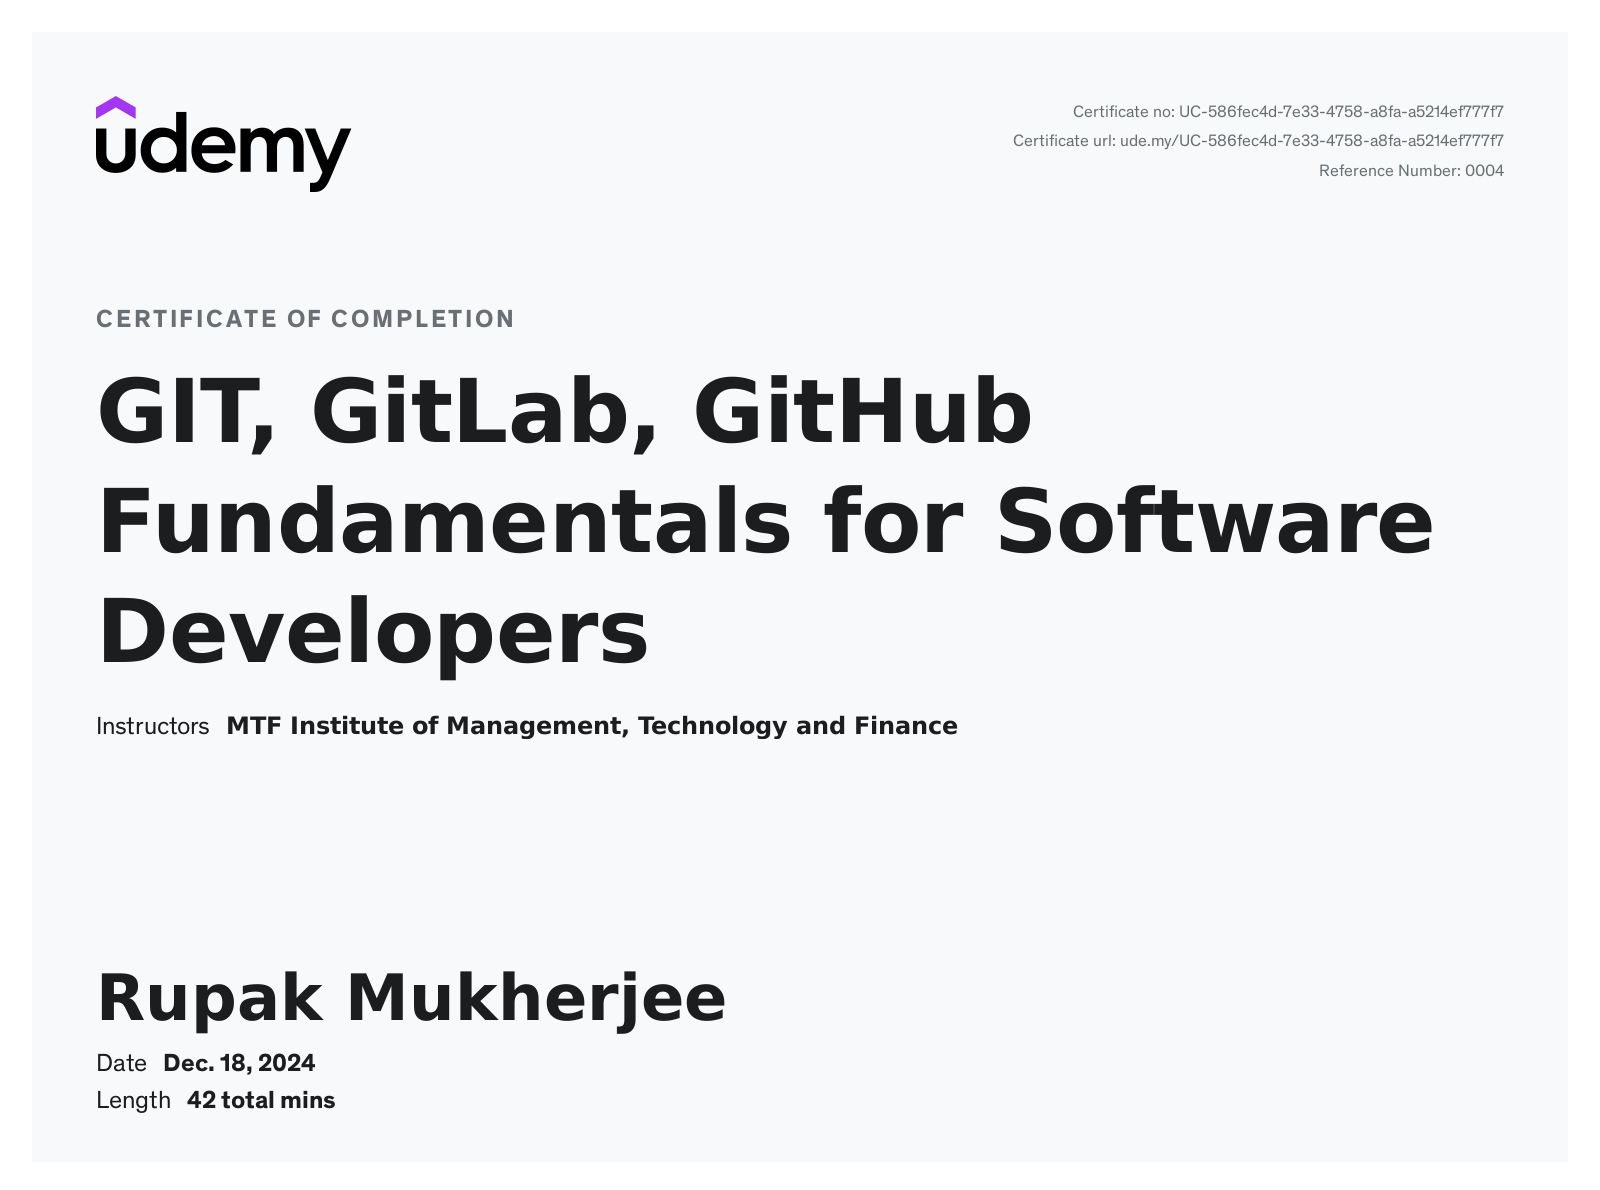 udemy
Certificate no: UC-586fec4d-7e33-4758-a8fa-a5214ef777f7
Certificate url: ude.my/UC-586fec4d-7e33-4758-a8fa-a5214ef777f7
Reference Number: 0004
CERTIFICATE OF COMPLETION
GIT, GitLab, GitHub
Fundamentals for Software
Developers
Instructors MTF Institute of Management, Technology and Finance
Rupak Mukherjee
Date Dec. 18, 2024
Length 42 total mins